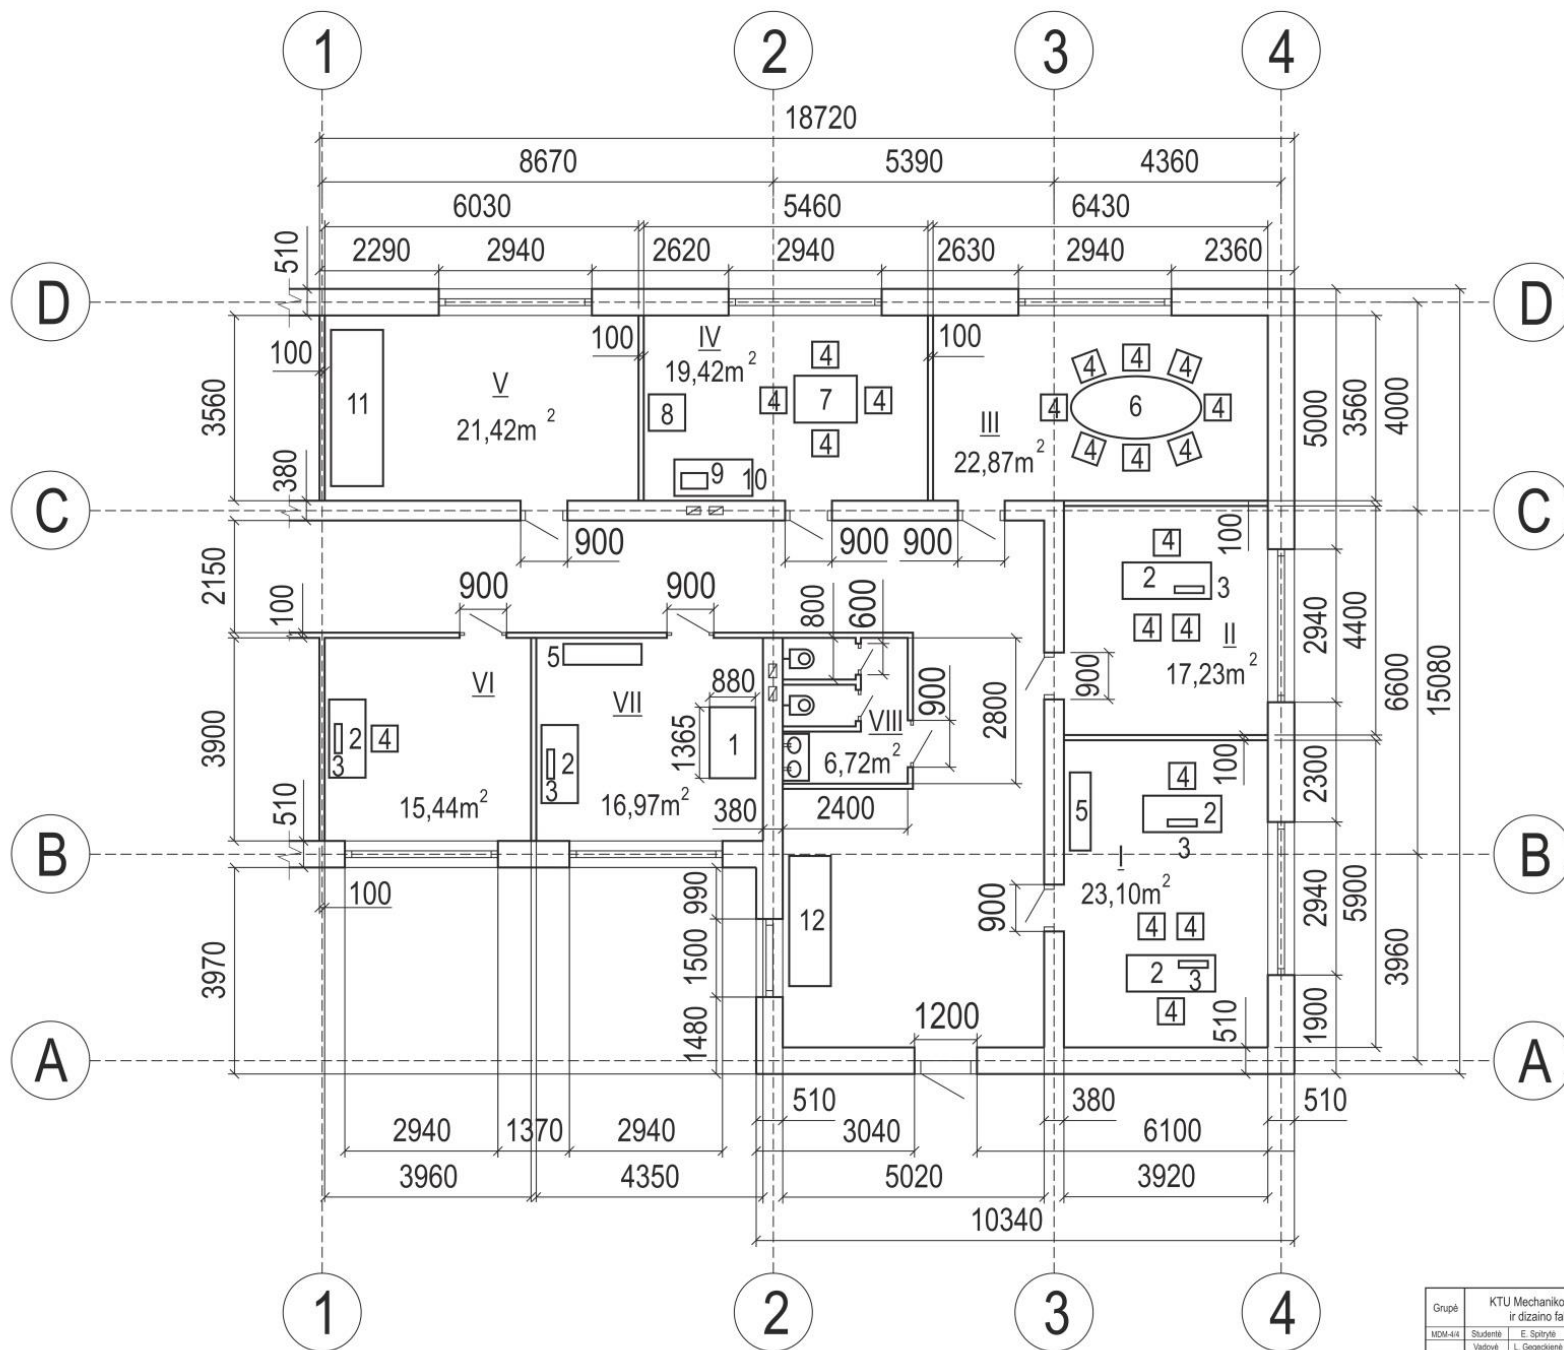 1 2 3 4
18720
8670 5390 4360
6030 5460 6430
510 2290 2940 2620 2940 2630 2940 2360
D D
100 100 IV 19,42m² 100
11 V 21,42m²
8 4 4 7 4 4
9 10
III 22,87m²
4 4 4 4 6 4 4 4 4
3560 380
5000 3560 4000
C C
900 900 900
100
2150 100 900 900 800 600
4 2 3 4 4 II 17,23m²
900
2940 4400 6600 15080
VI 2 3 4 15,44m²
5 VII 880 1365 1 2 3 16,97m²
VIII 6,72m² 900 2800
3900 510
380 2400
100 2300
5 4 2 3
I 23,10m²
4 4 2 3 4
B B
100 990 1500 1480
12
900
2940 5900 3960
3970
1200 510 1900
A A
510 380 510
2940 1370 2940 3040 6100
3960 4350 5020 3920
10340
1 2 3 4
Grupė KTU Mechaniko
ir dizaino fa
MDM-4/4 Studentė E. Spitrytė
Vadovė L. Gegeckienė